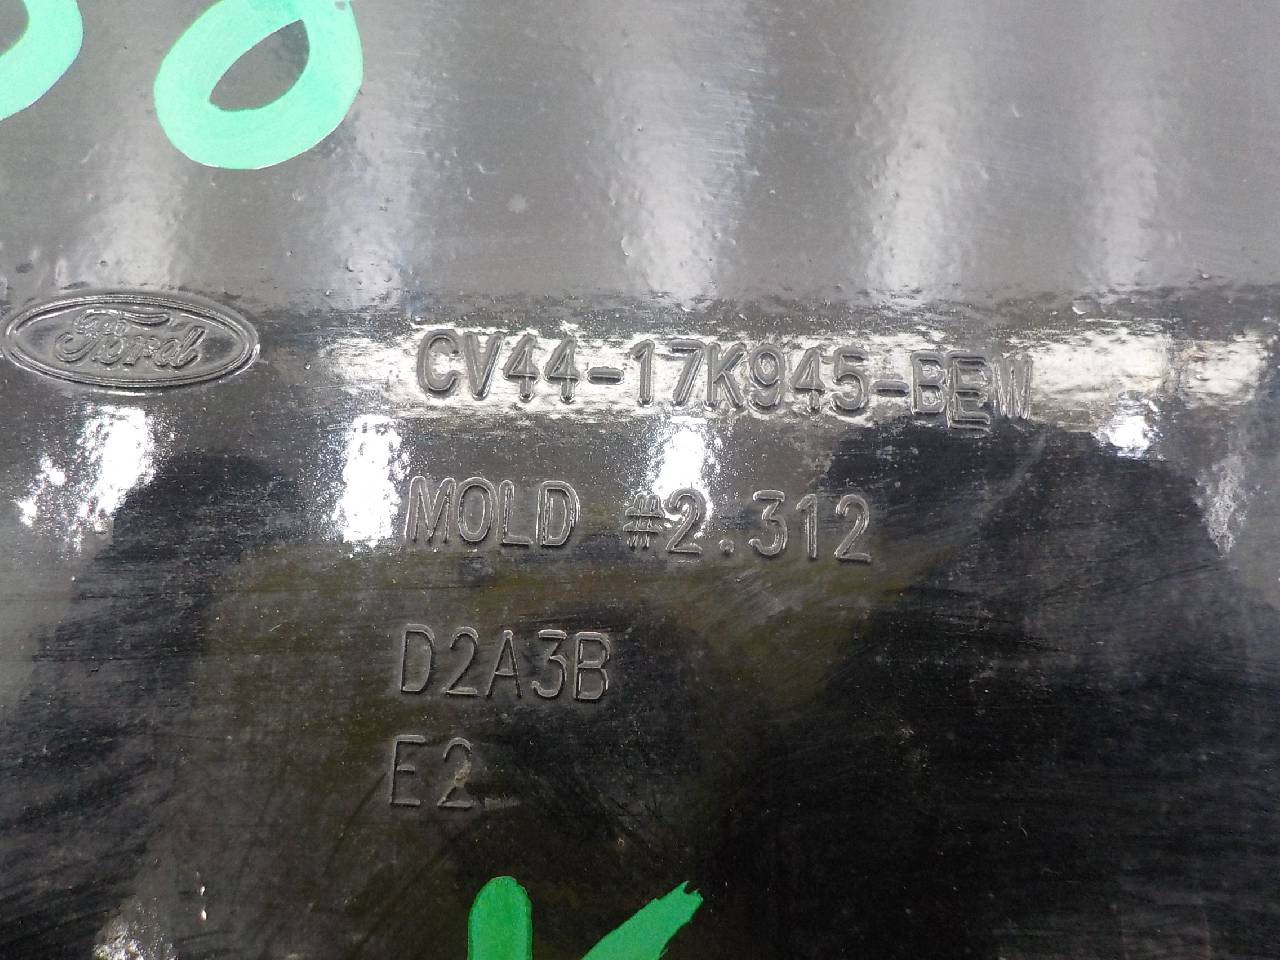 Ford
CV44-17K945-BEW
MOLD #2.312
D2A3B
E2